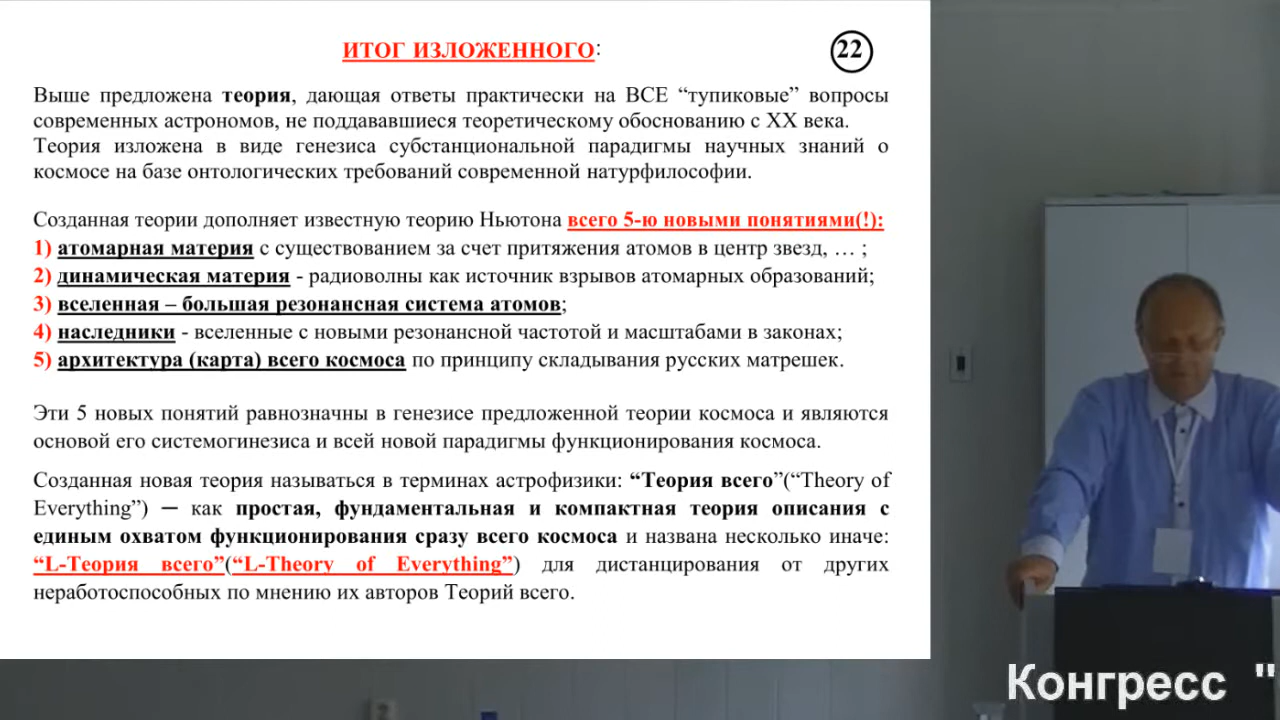 ИТОГ ИЗЛОЖЕННОГО:
22
Выше предложена теория, дающая ответы практически на ВСЕ “тупиковые” вопросы
современных астрономов, не поддававшиеся теоретическому обоснованию с XX века.
Теория изложена в виде генезиса субстанциональной парадигмы научных знаний о
космосе на базе онтологических требований современной натурфилософии.
Созданная теории дополняет известную теорию Ньютона всего 5-ю новыми понятиями(!):
1) атомарная материя с существованием за счет притяжения атомов в центр звезд, … ;
2) динамическая материя - радиоволны как источник взрывов атомарных образований;
3) вселенная – большая резонансная система атомов;
4) наследники - вселенные с новыми резонансной частотой и масштабами в законах;
5) архитектура (карта) всего космоса по принципу складывания русских матрешек.
Эти 5 новых понятий равнозначны в генезисе предложенной теории космоса и являются
основой его системогинезиса и всей новой парадигмы функционирования космоса.
Созданная новая теория называться в терминах астрофизики: “Теория всего”(“Theory of
Everything”) — как простая, фундаментальная и компактная теория описания с
единым охватом функционирования сразу всего космоса и названа несколько иначе:
“L-Теория всего”(“L-Theory of Everything”) для дистанцирования от других
неработоспособных по мнению их авторов Теорий всего.
Конгресс "